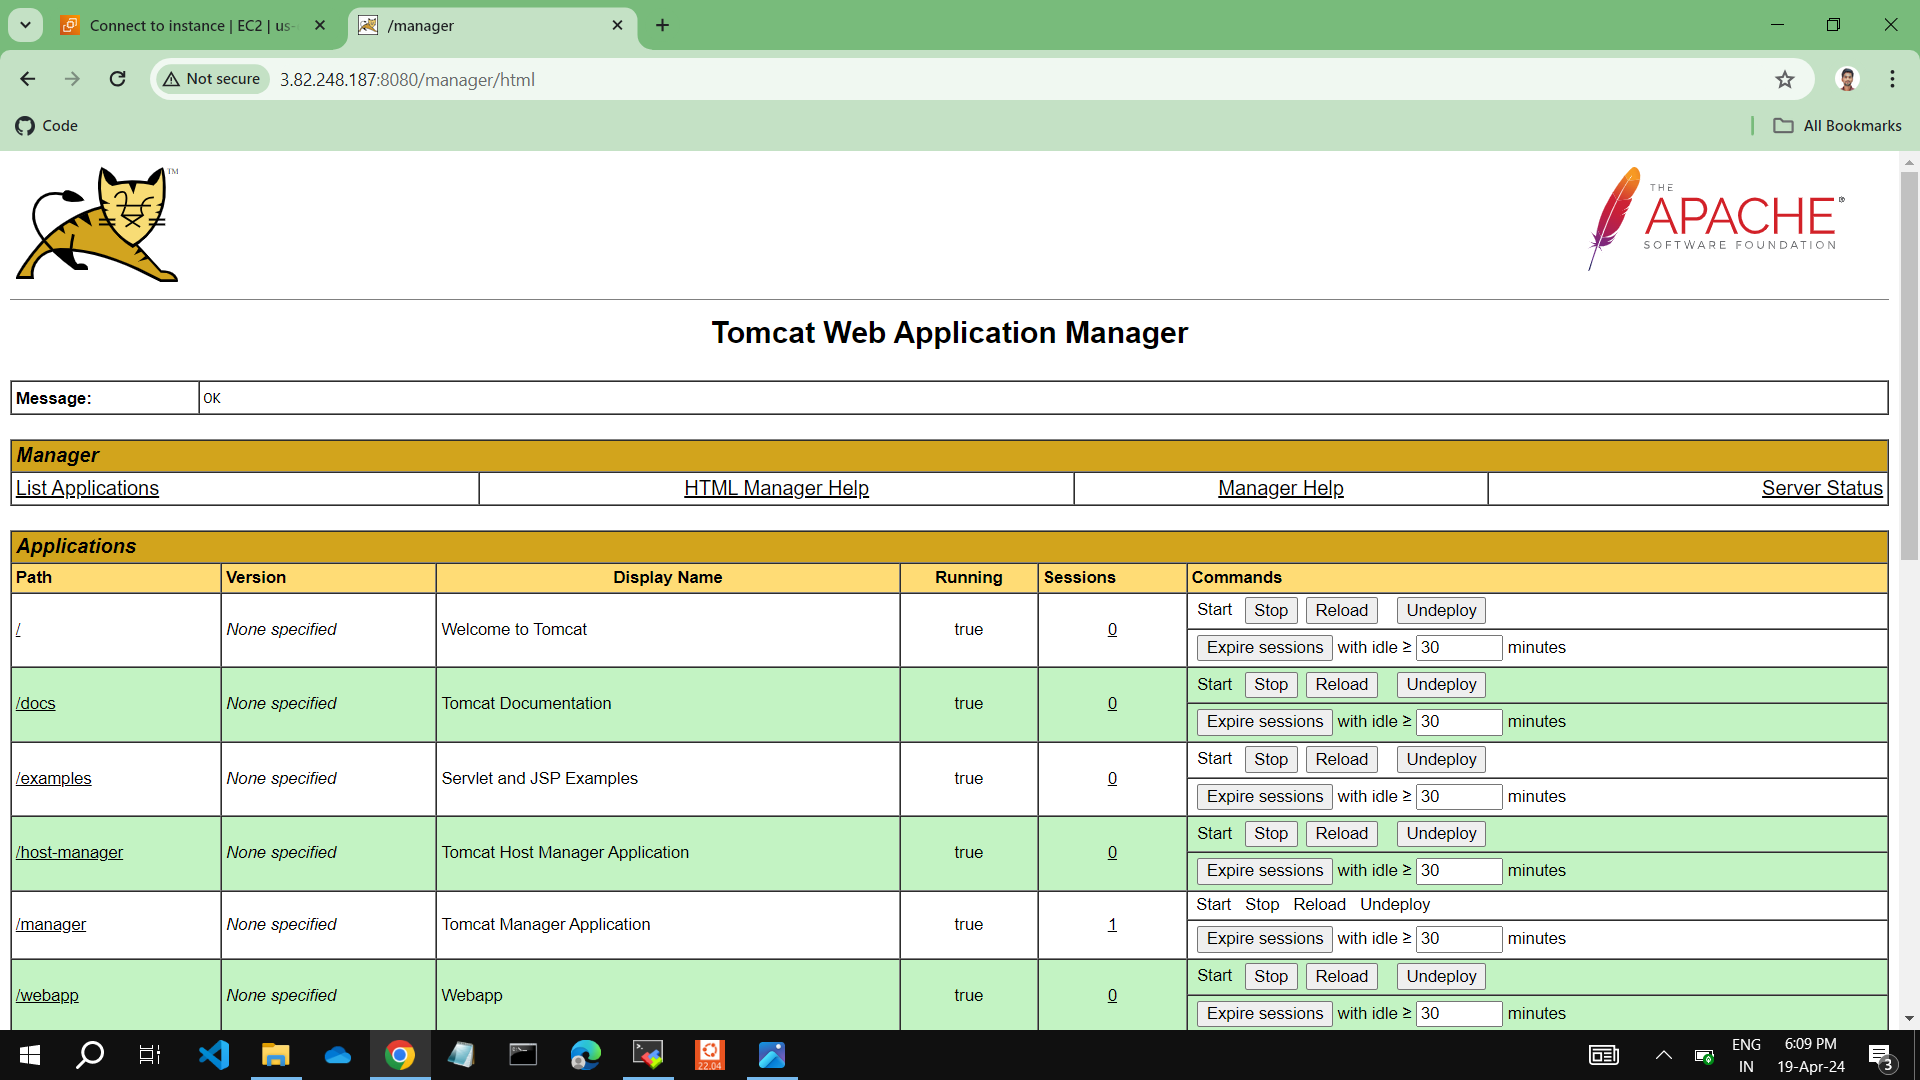 Connect to instance | EC2 | us-
/manager
Not secure
3.82.248.187:8080/manager/html
Code
All Bookmarks
TM
THE
APACHE®
SOFTWARE FOUNDATION
Tomcat Web Application Manager
Message: OK
Manager
List Applications HTML Manager Help Manager Help Server Status
Applications
Path Version Display Name Running Sessions Commands
/ None specified Welcome to Tomcat true 0 Start Stop Reload Undeploy
Expire sessions with idle ≥ 30 minutes
/docs None specified Tomcat Documentation true 0 Start Stop Reload Undeploy
Expire sessions with idle ≥ 30 minutes
/examples None specified Servlet and JSP Examples true 0 Start Stop Reload Undeploy
Expire sessions with idle ≥ 30 minutes
/host-manager None specified Tomcat Host Manager Application true 0 Start Stop Reload Undeploy
Expire sessions with idle ≥ 30 minutes
/manager None specified Tomcat Manager Application true 1 Start Stop Reload Undeploy
Expire sessions with idle ≥ 30 minutes
/webapp None specified Webapp true 0 Start Stop Reload Undeploy
Expire sessions with idle ≥ 30 minutes
22.04
ENG
IN
6:09 PM
19-Apr-24
3